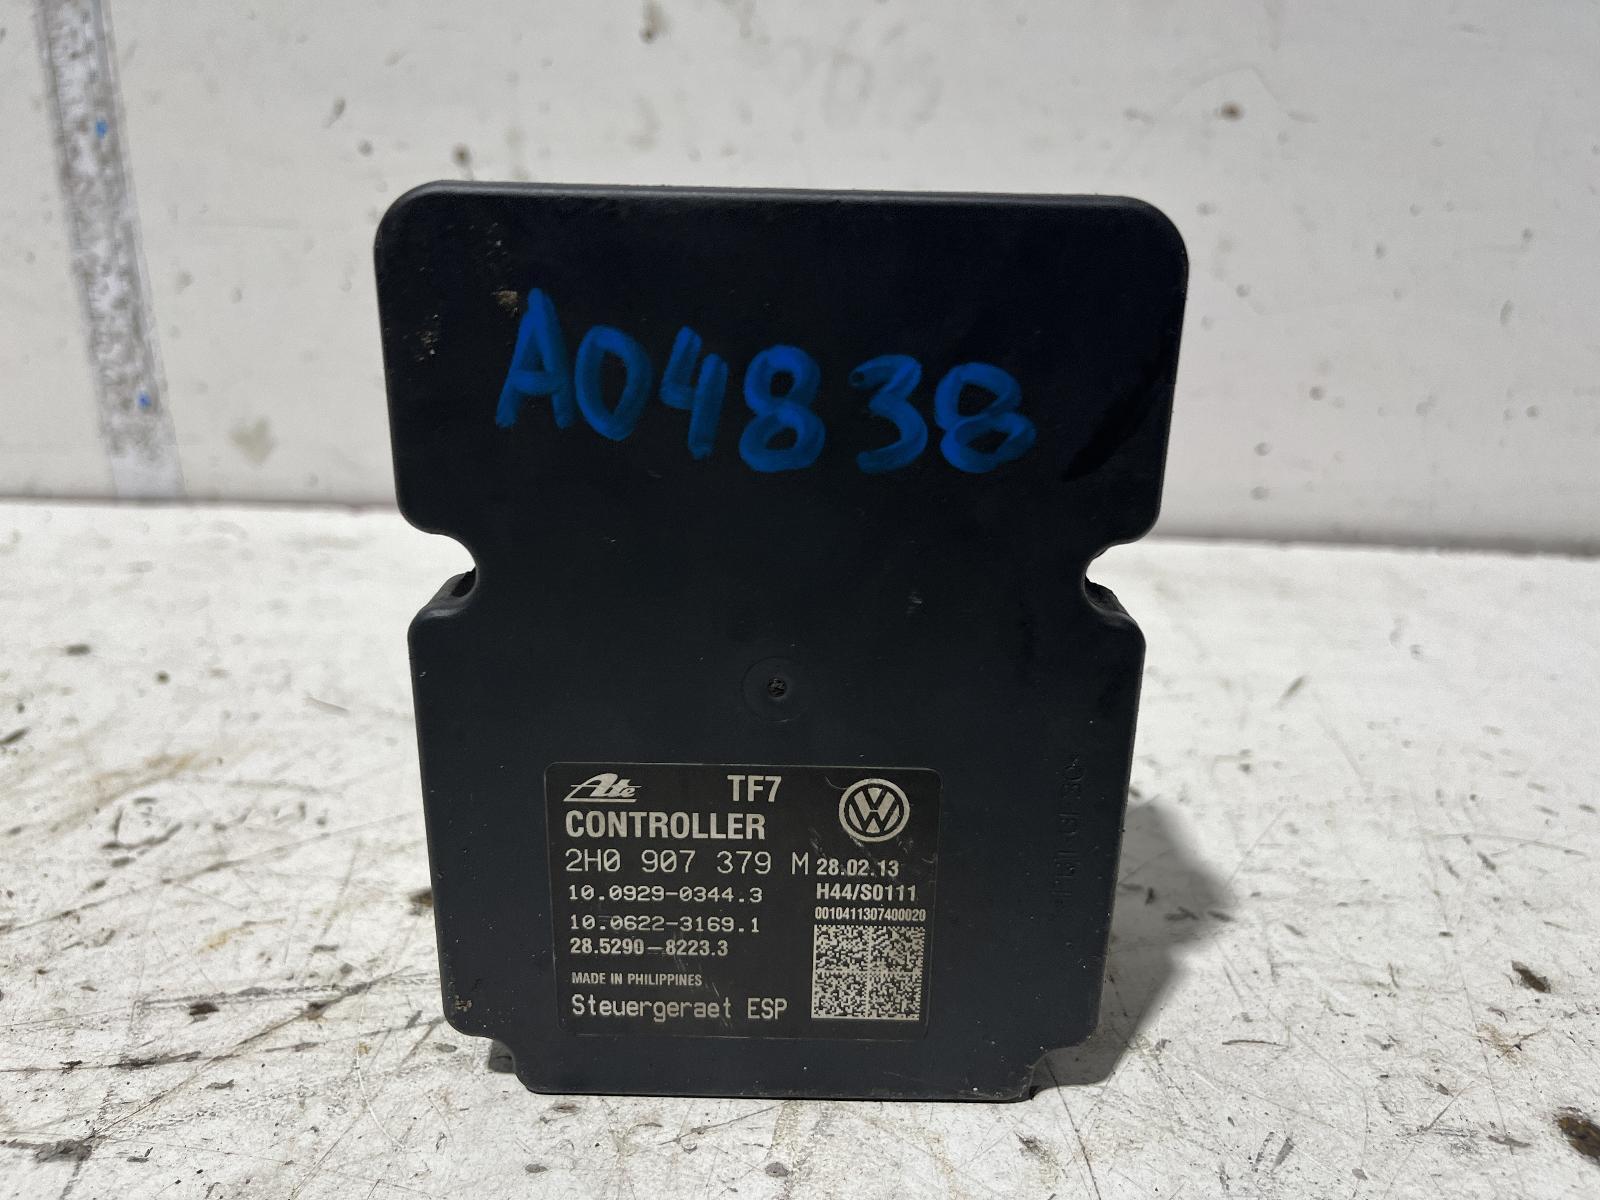 A04838
Ate TF7
CONTROLLER
2H0 907 379 M 28.02.13
10.0929-0344.3 H44/S0111
0010411307400020
10.0622-3169.1
28.5290-8223.3
MADE IN PHILIPPINES
Steuergeraet ESP